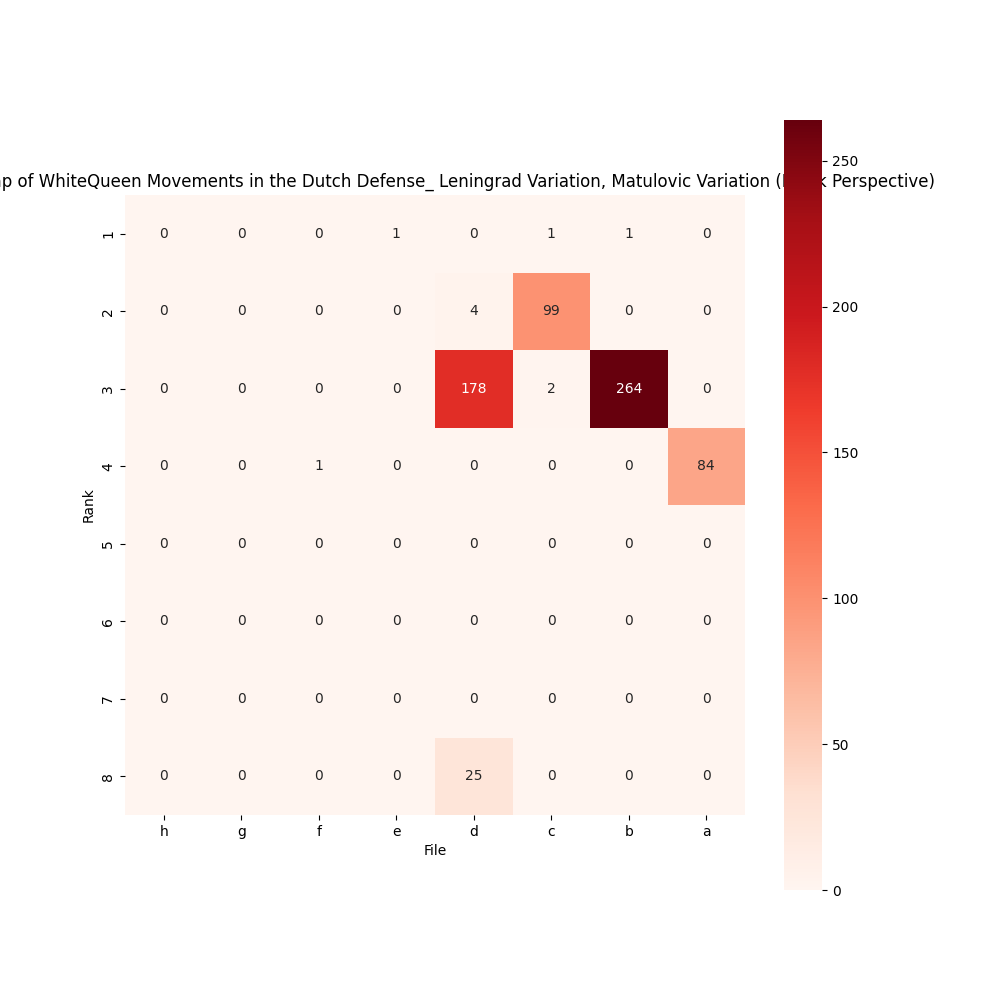 of WhiteQueen Movements in the Dutch Defense_ Leningrad Variation, Matulovic Variation ( Perspective)
250
200
150
100
50
0
Rank
1 0 0 0 1 0 1 1 0
2 0 0 0 0 4 99 0 0
3 0 0 0 0 178 2 264 0
4 0 0 1 0 0 0 0 84
5 0 0 0 0 0 0 0 0
6 0 0 0 0 0 0 0 0
7 0 0 0 0 0 0 0 0
8 0 0 0 0 25 0 0 0
h g f e d c b a
File